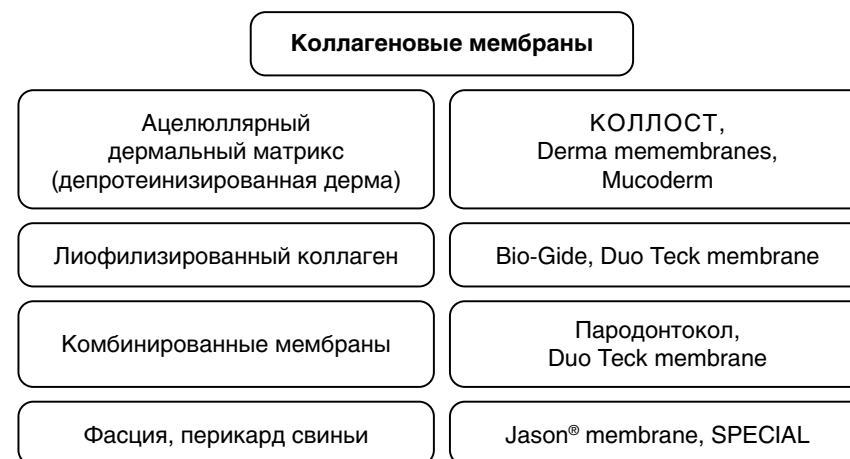 Коллагеновые мембраны
Ацелюллярный
дермальный матрикс
(депротеинизированная дерма)
КОЛЛОСТ,
Derma memembranes,
Mucoderm
Лиофилизированный коллаген
Bio-Gide, Duo Teck membrane
Комбинированные мембраны
Пародонтокол,
Duo Teck membrane
Фасция, перикард свиньи
Jason® membrane, SPECIAL